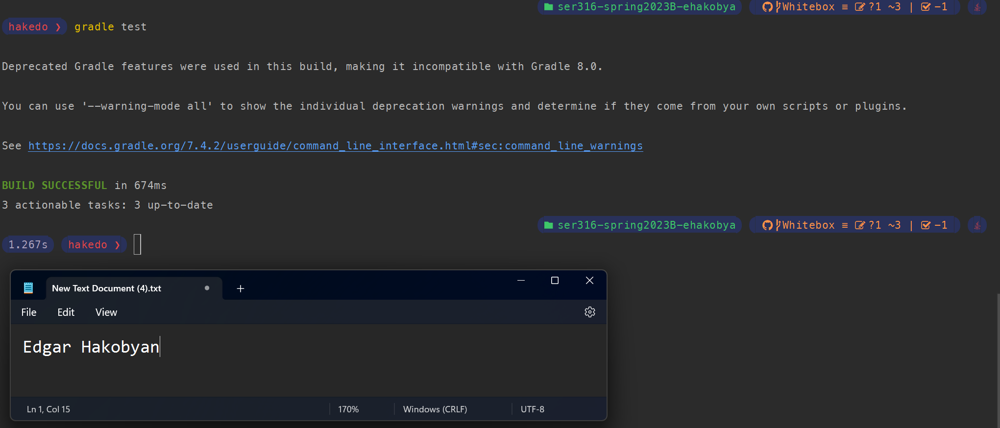 ser316-spring2023B-ehakobya Whitebox ≡ ?1 ~3 | -1
hakedo ❯ gradle test
Deprecated Gradle features were used in this build, making it incompatible with Gradle 8.0.
You can use '--warning-mode all' to show the individual deprecation warnings and determine if they come from your own scripts or plugins.
See https://docs.gradle.org/7.4.2/userguide/command_line_interface.html#sec:command_line_warnings
BUILD SUCCESSFUL in 674ms
3 actionable tasks: 3 up-to-date
ser316-spring2023B-ehakobya Whitebox ≡ ?1 ~3 | -1
1.267s hakedo ❯
New Text Document (4).txt
File Edit View
Edgar Hakobyan
Ln 1, Col 15 170% Windows (CRLF) UTF-8